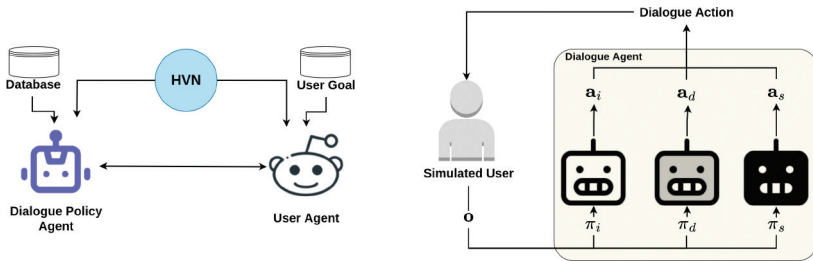 Database
HVN
User Goal
Dialogue Policy
Agent
User Agent
Dialogue Action
Dialogue Agent
a_i
a_d
a_s
Simulated User
o
π_i
π_d
π_s